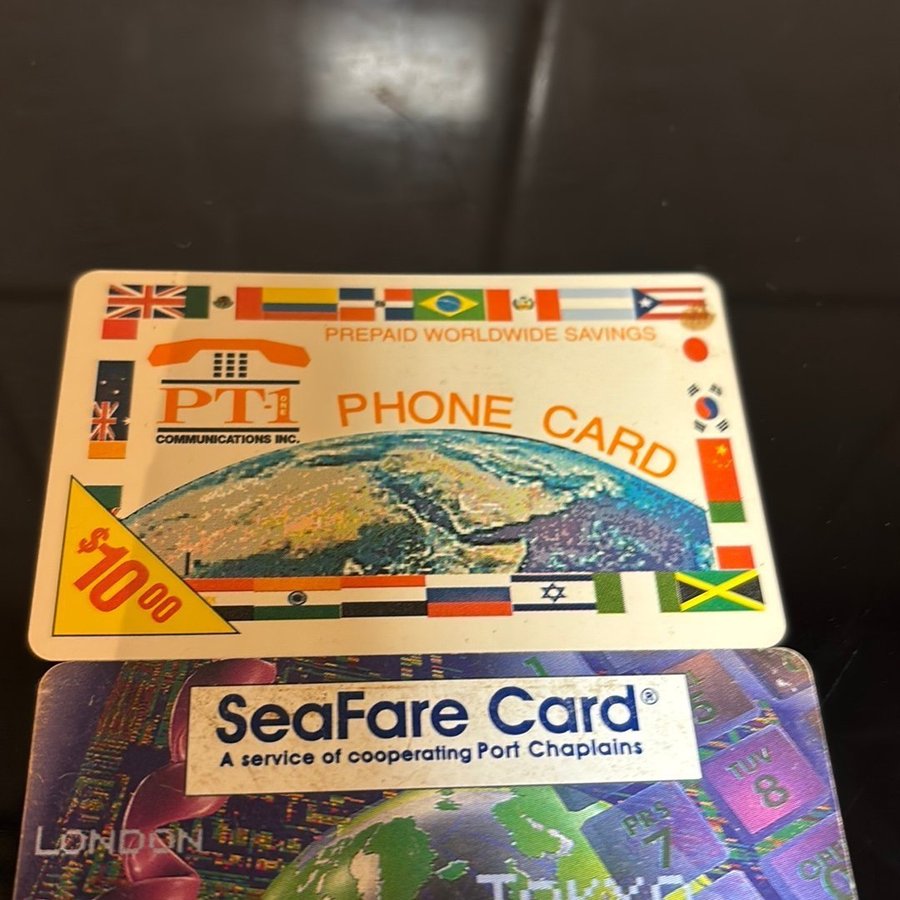 PREPAID WORLDWIDE SAVINGS
PT-1
ONE
COMMUNICATIONS INC.
PHONE CARD
$10.00
SeaFare Card®
A service of cooperating Port Chaplains
TUV
8
PRS
7
LONDON
TOKYO